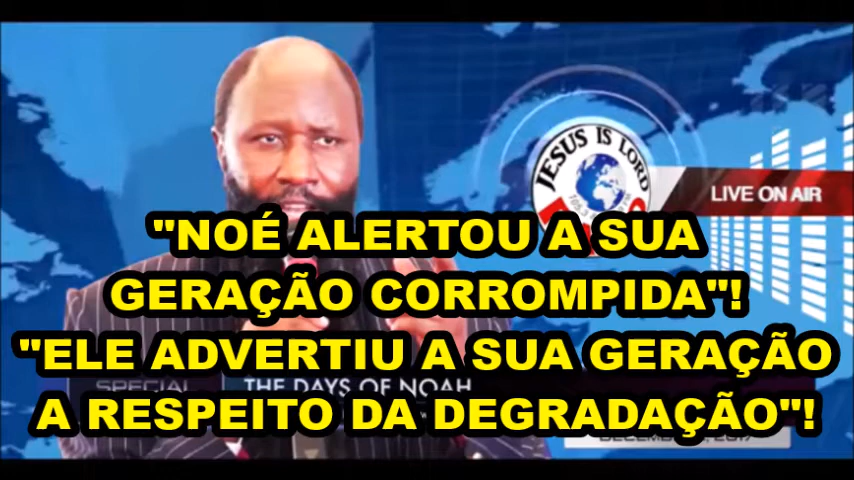 JESUS IS LORD
LIVE ON AIR
"NOÉ ALERTOU A SUA
GERAÇÃO CORROMPIDA"!
"ELE ADVERTIU A SUA GERAÇÃO
SPECIAL
THE DAYS OF NOAH
A RESPEITO DA DEGRADAÇÃO"!